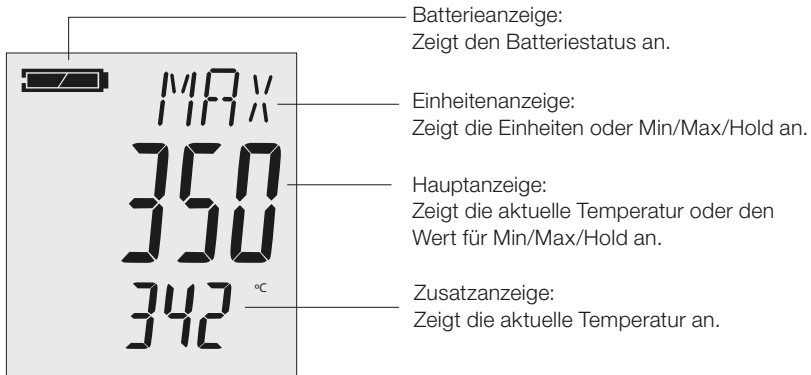 Batterieanzeige:
Zeigt den Batteriestatus an.
MAX
Einheitenanzeige:
Zeigt die Einheiten oder Min/Max/Hold an.
350
Hauptanzeige:
Zeigt die aktuelle Temperatur oder den
Wert für Min/Max/Hold an.
342 °C
Zusatzanzeige:
Zeigt die aktuelle Temperatur an.